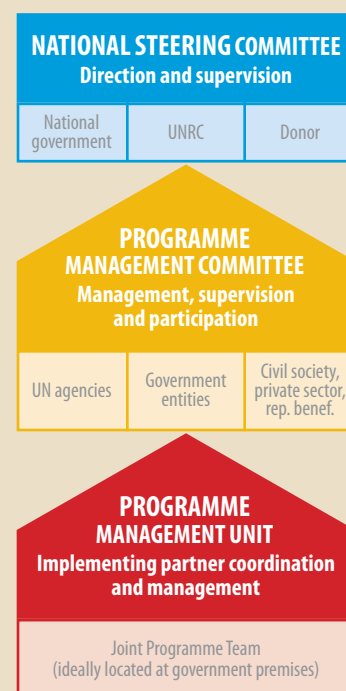 NATIONAL STEERING COMMITTEE
Direction and supervision
National
government
UNRC
Donor
PROGRAMME
MANAGEMENT COMMITTEE
Management, supervision
and participation
UN agencies
Government
entities
Civil society,
private sector,
rep. benef.
PROGRAMME
MANAGEMENT UNIT
Implementing partner coordination
and management
Joint Programme Team
(ideally located at government premises)